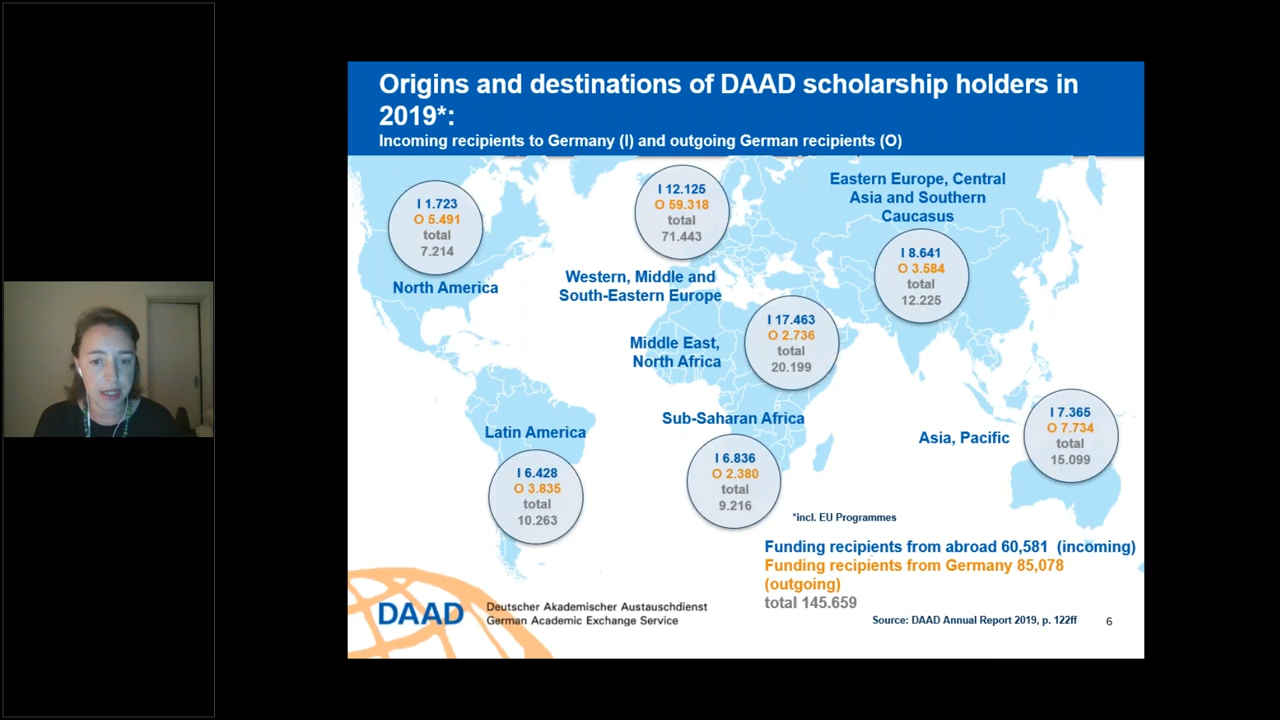 Origins and destinations of DAAD scholarship holders in
2019*:
Incoming recipients to Germany (I) and outgoing German recipients (O)
I 1.723
O 5.491
total
7.214
North America
I 12.125
O 59.318
total
71.443
Western, Middle and
South-Eastern Europe
Eastern Europe, Central
Asia and Southern
Caucasus
I 8.641
O 3.584
total
12.225
Middle East,
North Africa
I 17.463
O 2.736
total
20.199
Latin America
I 6.428
O 3.835
total
10.263
Sub-Saharan Africa
I 6.836
O 2.380
total
9.216
Asia, Pacific
I 7.365
O 7.734
total
15.099
*incl. EU Programmes
Funding recipients from abroad 60,581 (incoming)
Funding recipients from Germany 85,078
(outgoing)
total 145.659
DAAD
Deutscher Akademischer Austauschdienst
German Academic Exchange Service
Source: DAAD Annual Report 2019, p. 122ff
6